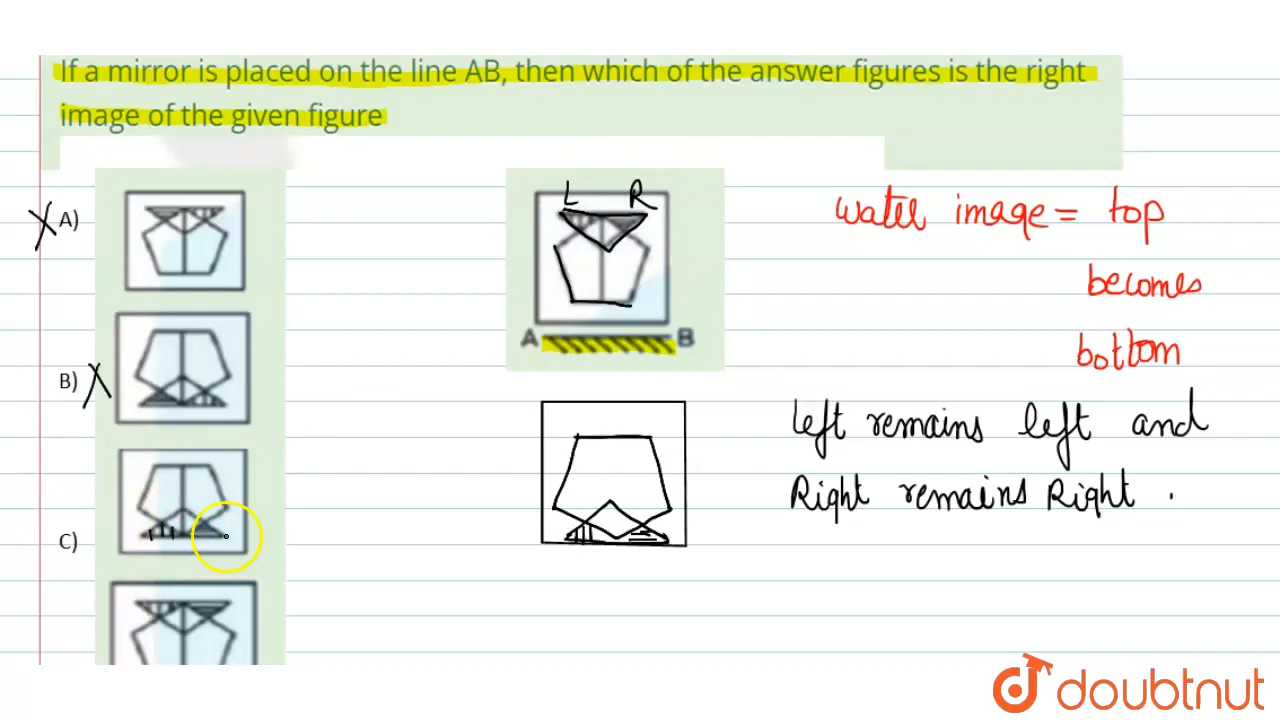 If a mirror is placed on the line AB, then which of the answer figures is the right
image of the given figure
A)
B)
C)
L R
A B
water image = top
becomes
bottom
left remains left and
Right remains Right .
doubtnut